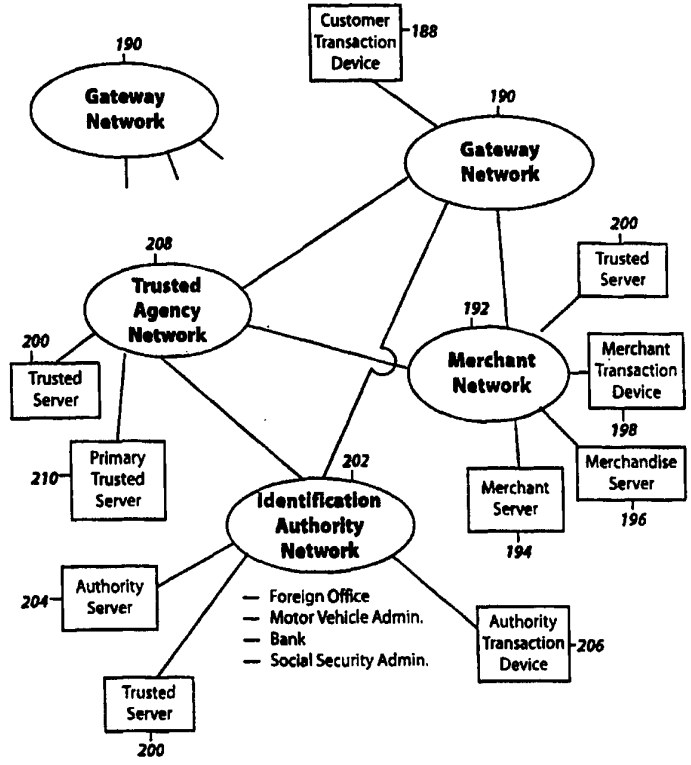 Customer
Transaction
Device
188
190
Gateway
Network
190
Gateway
Network
200
Trusted
Server
208
Trusted
Agency
Network
192
Merchant
Network
200
Trusted
Server
Merchant
Transaction
Device
198
210
Primary
Trusted
Server
202
Identification
Authority
Network
Merchant
Server
194
Merchandise
Server
196
204
Authority
Server
— Foreign Office
— Motor Vehicle Admin.
— Bank
— Social Security Admin.
Authority
Transaction
Device
206
Trusted
Server
200